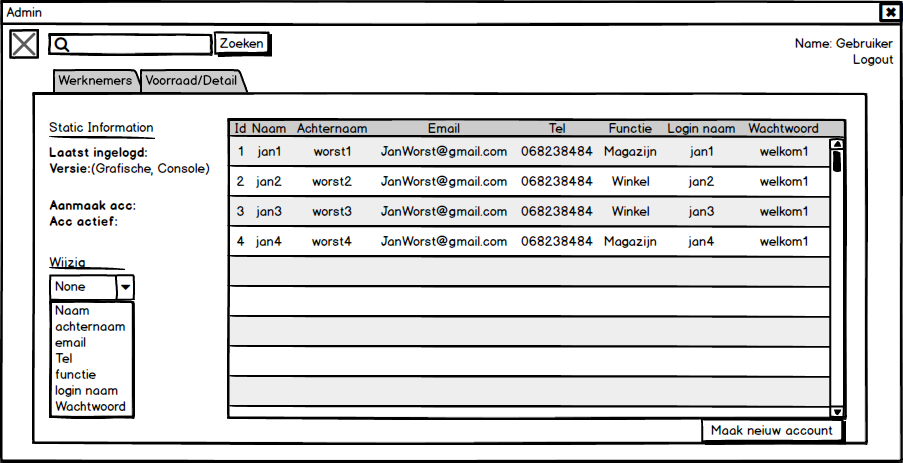 Admin
Zoeken
Name: Gebruiker
Logout
Werknemers Voorraad/Detail
Static Information
Laatst ingelogd:
Versie:(Grafische, Console)
Aanmaak acc:
Acc actief:
Wijzig
None
Naam
achternaam
email
Tel
functie
login naam
Wachtwoord
Id Naam Achternaam Email Tel Functie Login naam Wachtwoord
1 jan1 worst1 JanWorst@gmail.com 068238484 Magazijn jan1 welkom1
2 jan2 worst2 JanWorst@gmail.com 068238484 Winkel jan2 welkom1
3 jan3 worst3 JanWorst@gmail.com 068238484 Winkel jan3 welkom1
4 jan4 worst4 JanWorst@gmail.com 068238484 Magazijn jan4 welkom1
Maak neiuw account